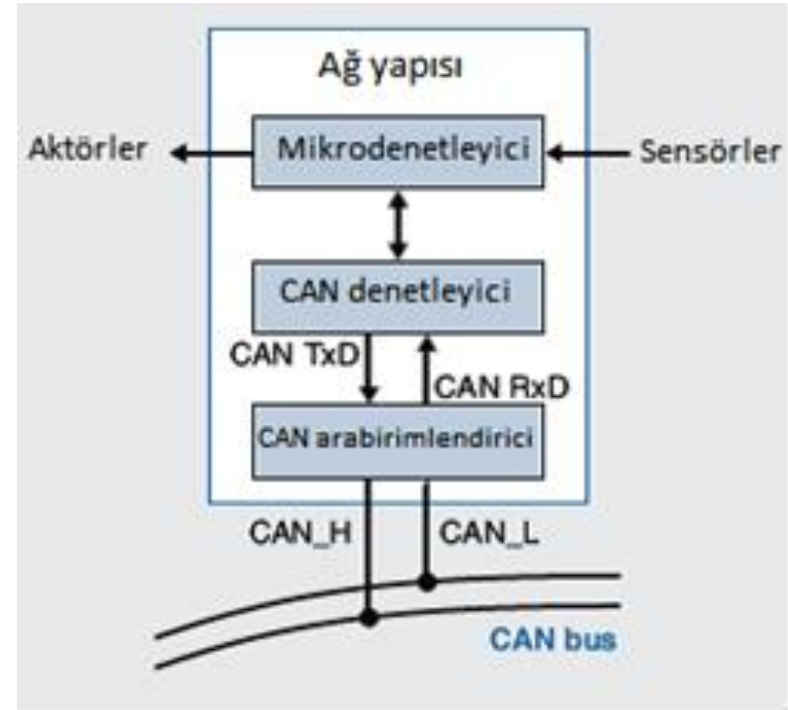 Ağ yapısı
Aktörler
Mikrodenetleyici
Sensörler
CAN denetleyici
CAN TxD
CAN RxD
CAN arabirimlendirici
CAN_H
CAN_L
CAN bus